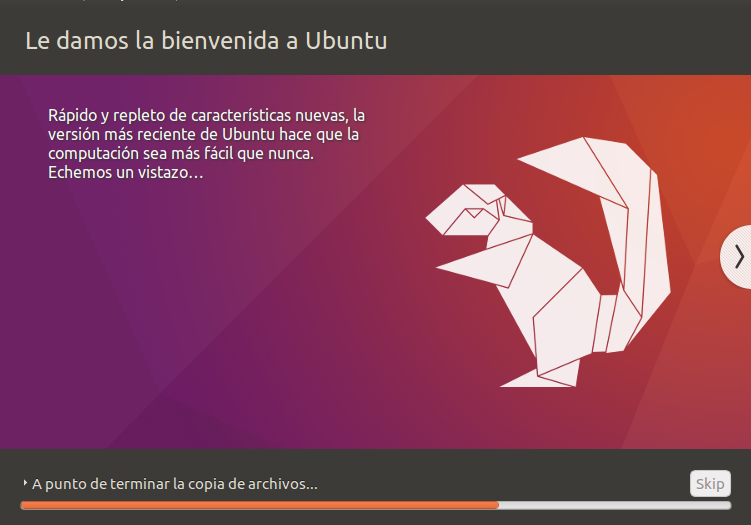 Le damos la bienvenida a Ubuntu
Rápido y repleto de características nuevas, la
versión más reciente de Ubuntu hace que la
computación sea más fácil que nunca.
Echemos un vistazo...
A punto de terminar la copia de archivos...
Skip